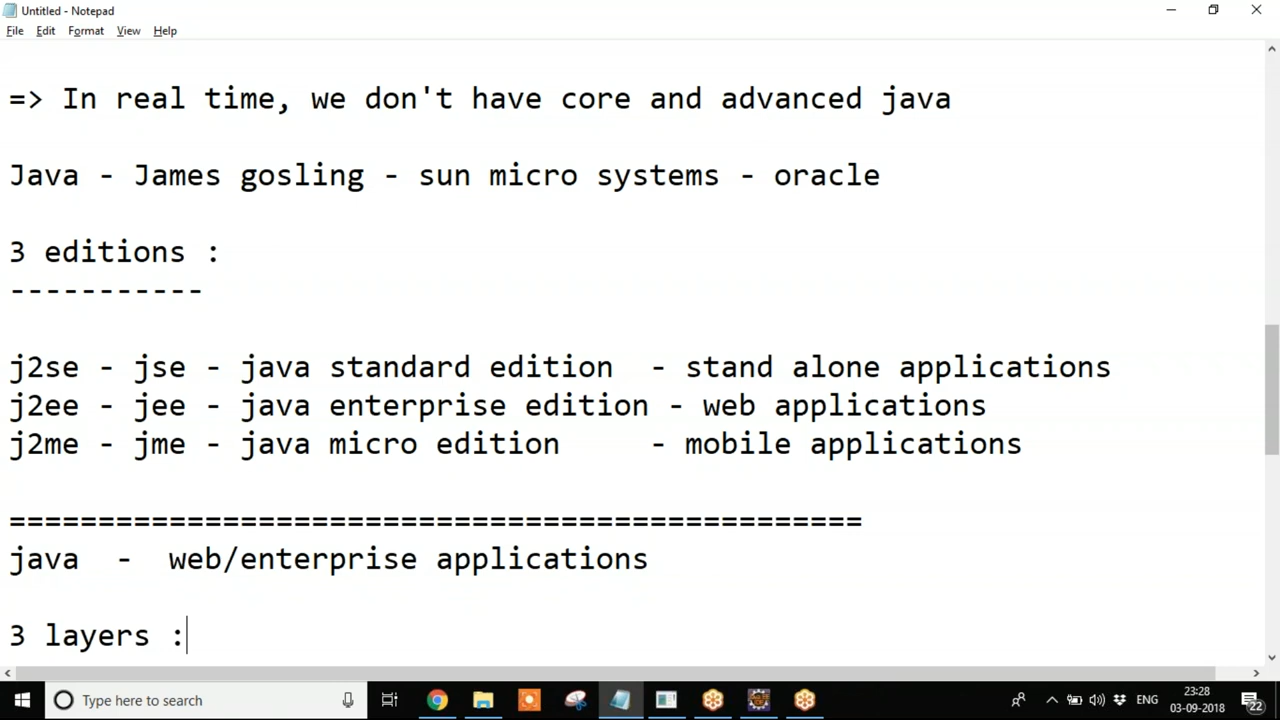 Untitled - Notepad
File Edit Format View Help
=> In real time, we don't have core and advanced java
Java - James gosling - sun micro systems - oracle
3 editions :
-----------
j2se - jse - java standard edition - stand alone applications
j2ee - jee - java enterprise edition - web applications
j2me - jme - java micro edition - mobile applications
================================================
java - web/enterprise applications
3 layers :
Type here to search
ENG
23:28
03-09-2018
22